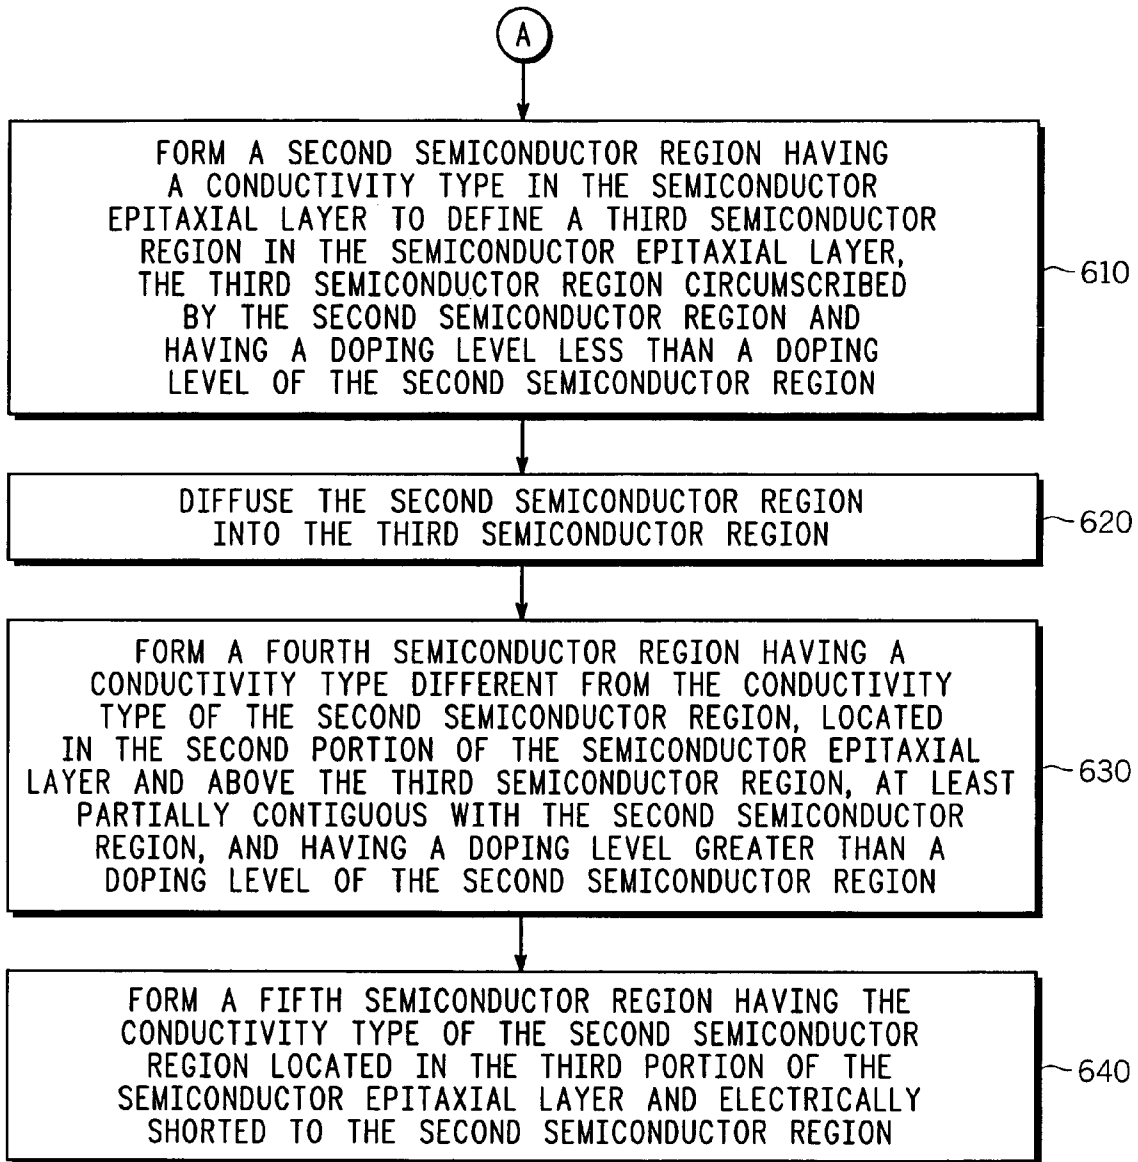 A
FORM A SECOND SEMICONDUCTOR REGION HAVING
A CONDUCTIVITY TYPE IN THE SEMICONDUCTOR
EPITAXIAL LAYER TO DEFINE A THIRD SEMICONDUCTOR
REGION IN THE SEMICONDUCTOR EPITAXIAL LAYER,
THE THIRD SEMICONDUCTOR REGION CIRCUMSCRIBED
BY THE SECOND SEMICONDUCTOR REGION AND
HAVING A DOPING LEVEL LESS THAN A DOPING
LEVEL OF THE SECOND SEMICONDUCTOR REGION
610
DIFFUSE THE SECOND SEMICONDUCTOR REGION
INTO THE THIRD SEMICONDUCTOR REGION
620
FORM A FOURTH SEMICONDUCTOR REGION HAVING A
CONDUCTIVITY TYPE DIFFERENT FROM THE CONDUCTIVITY
TYPE OF THE SECOND SEMICONDUCTOR REGION, LOCATED
IN THE SECOND PORTION OF THE SEMICONDUCTOR EPITAXIAL
LAYER AND ABOVE THE THIRD SEMICONDUCTOR REGION, AT LEAST
PARTIALLY CONTIGUOUS WITH THE SECOND SEMICONDUCTOR
REGION, AND HAVING A DOPING LEVEL GREATER THAN A
DOPING LEVEL OF THE SECOND SEMICONDUCTOR REGION
630
FORM A FIFTH SEMICONDUCTOR REGION HAVING THE
CONDUCTIVITY TYPE OF THE SECOND SEMICONDUCTOR
REGION LOCATED IN THE THIRD PORTION OF THE
SEMICONDUCTOR EPITAXIAL LAYER AND ELECTRICALLY
SHORTED TO THE SECOND SEMICONDUCTOR REGION
640